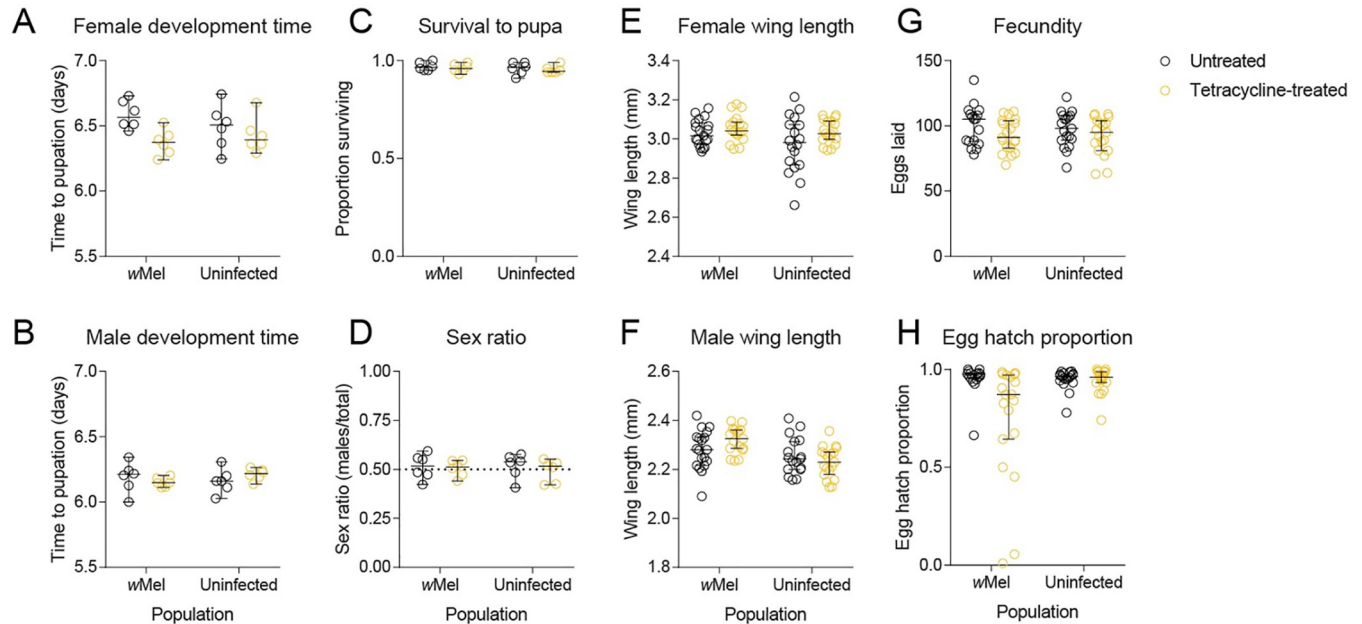 A Female development time
Time to pupation (days)
7.0
6.5
6.0
5.5
wMel Uninfected
C Survival to pupa
Proportion surviving
1.0
0.5
0.0
wMel Uninfected
E Female wing length
Wing length (mm)
3.4
3.2
3.0
2.8
2.6
2.4
wMel Uninfected
G Fecundity
Eggs laid
150
100
50
0
wMel Uninfected
Untreated
Tetracycline-treated
B Male development time
Time to pupation (days)
7.0
6.5
6.0
5.5
wMel Uninfected
Population
D Sex ratio
Sex ratio (males/total)
1.00
0.75
0.50
0.25
0.00
wMel Uninfected
Population
F Male wing length
Wing length (mm)
2.6
2.4
2.2
2.0
1.8
wMel Uninfected
Population
H Egg hatch proportion
Egg hatch proportion
1.0
0.5
0.0
wMel Uninfected
Population